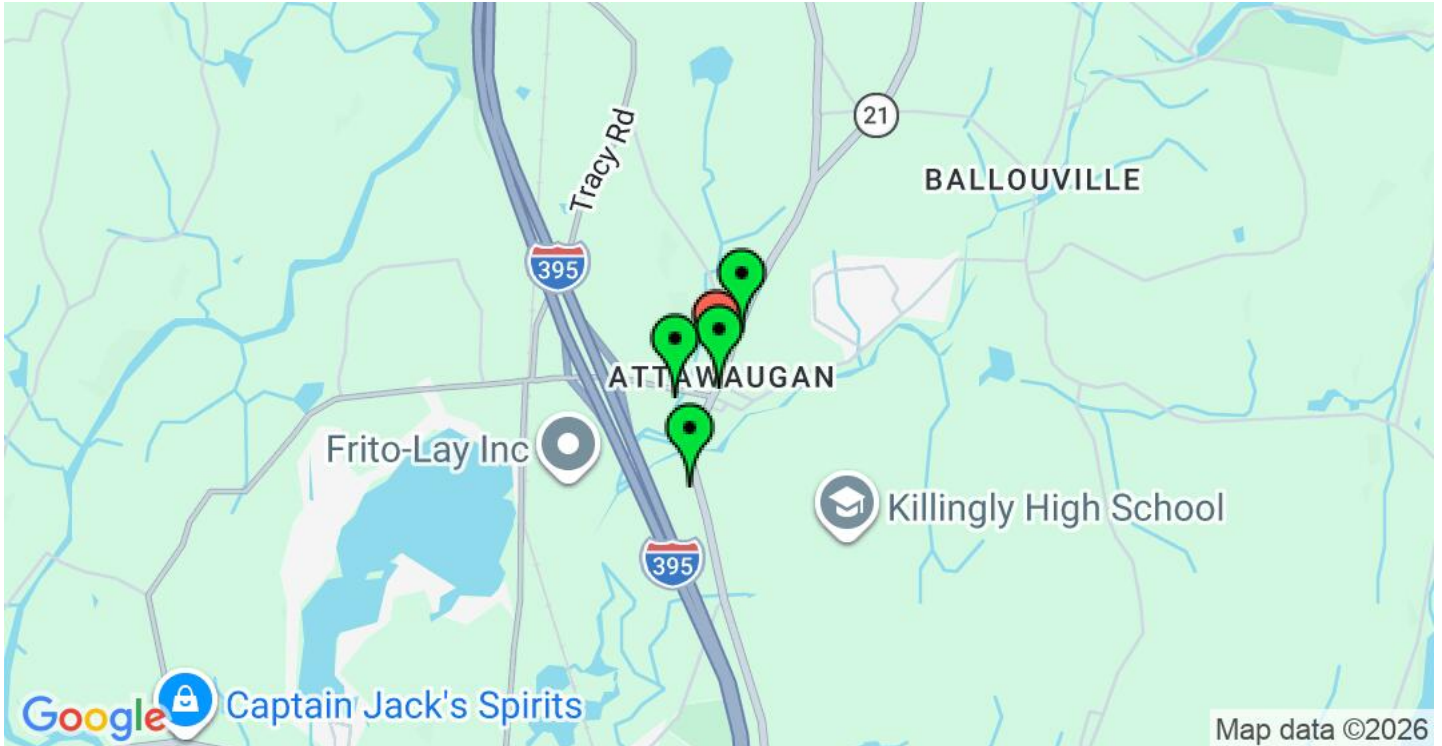 21
Tracy Rd
BALLOUVILLE
395
ATTAWAUGAN
Frito-Lay Inc
Killingly High School
395
Captain Jack's Spirits
Google
Map data ©2026